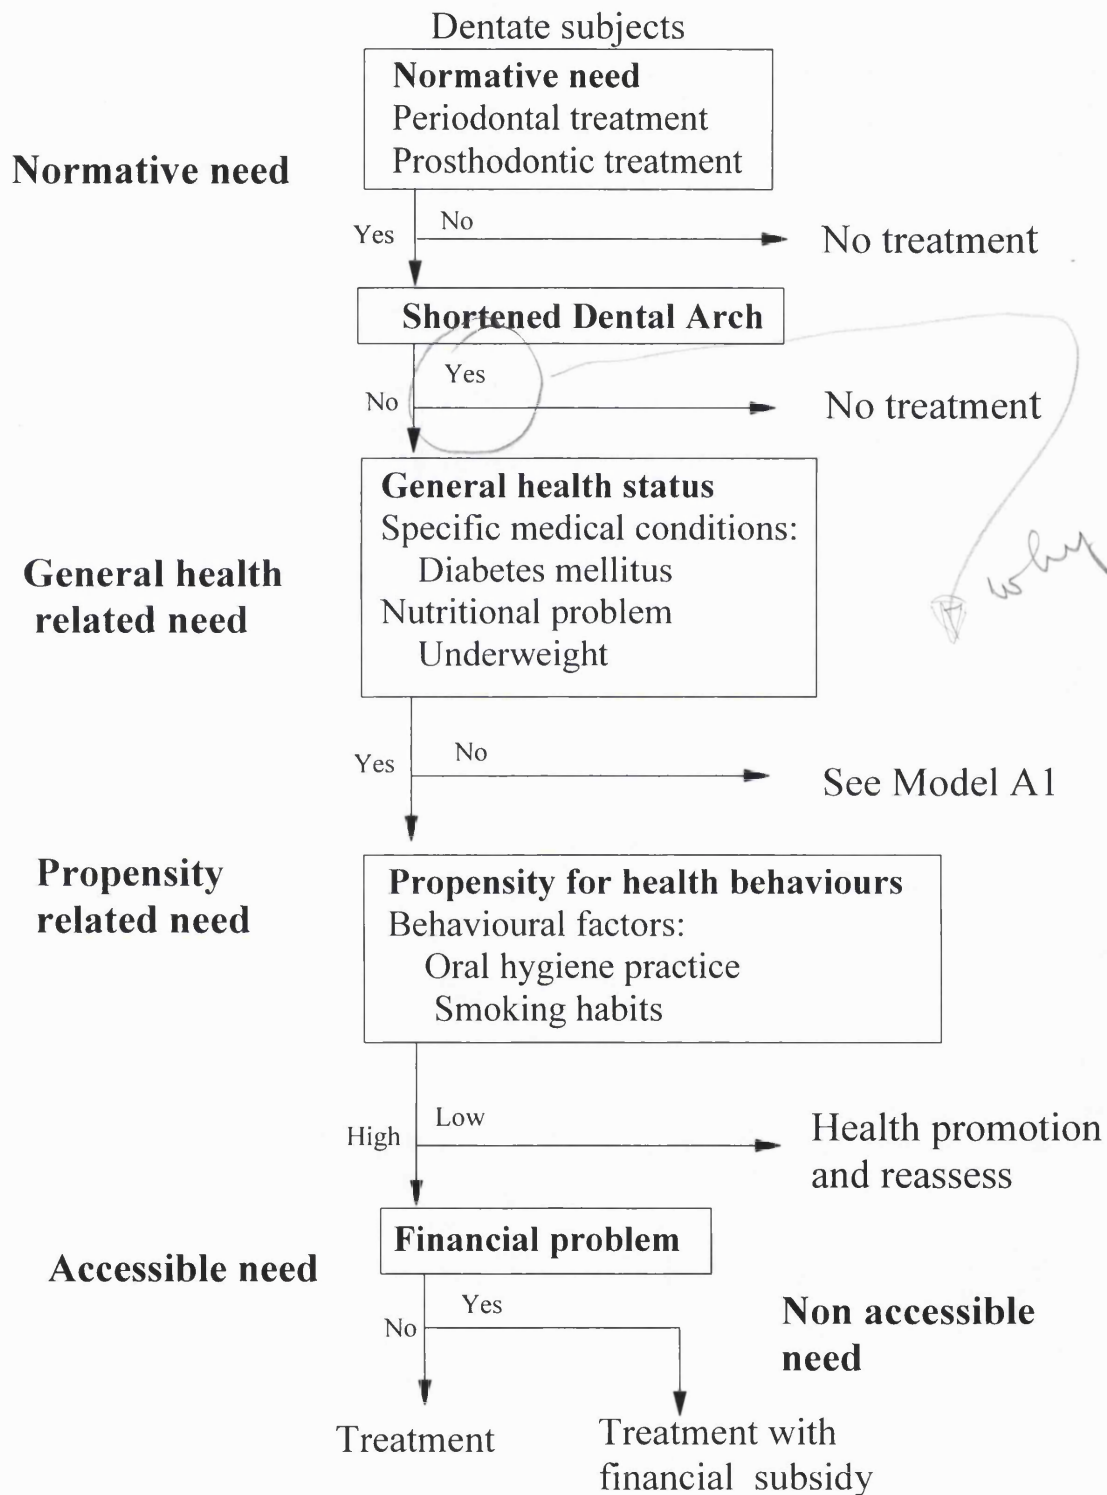 Dentate subjects
Normative need
Periodontal treatment
Prosthodontic treatment
Normative need
Yes
No
No treatment
Shortened Dental Arch
Yes
No
No treatment
General health status
Specific medical conditions:
Diabetes mellitus
Nutritional problem
Underweight
General health
related need
why
Yes
No
See Model A1
Propensity
related need
Propensity for health behaviours
Behavioural factors:
Oral hygiene practice
Smoking habits
High
Low
Health promotion
and reassess
Accessible need
Financial problem
Yes
No
Non accessible
need
Treatment
Treatment with
financial subsidy